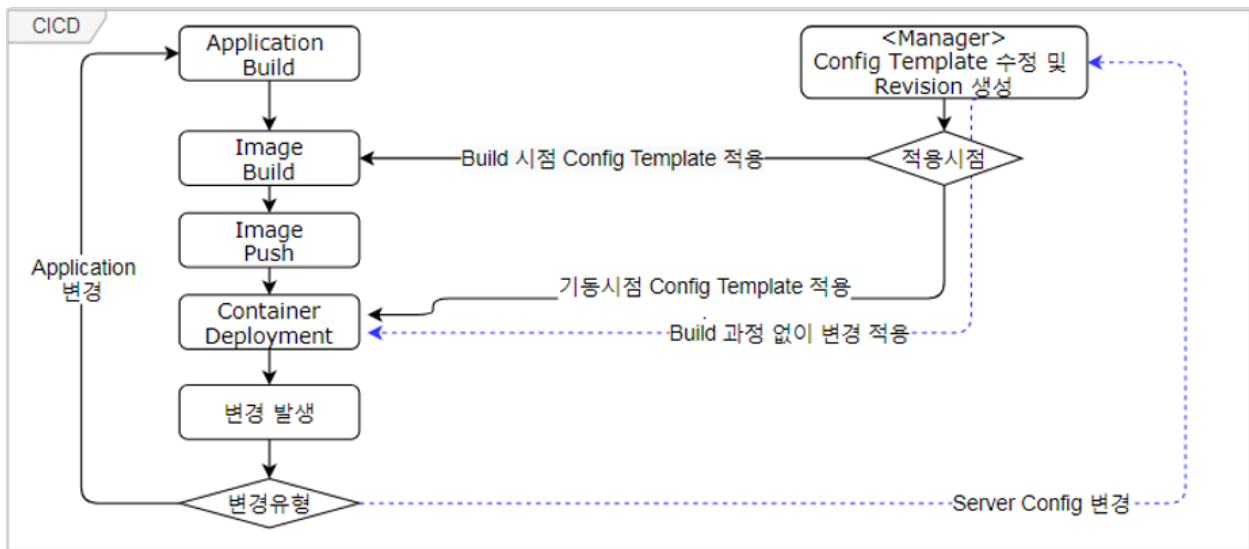 CICD
Application
Build
<Manager>
Config Template 수정 및
Revision 생성
Image
Build
Build 시점 Config Template 적용
적용시점
Image
Push
Application
변경
기동시점 Config Template 적용
Container
Deployment
Build 과정 없이 변경 적용
변경 발생
변경유형
Server Config 변경